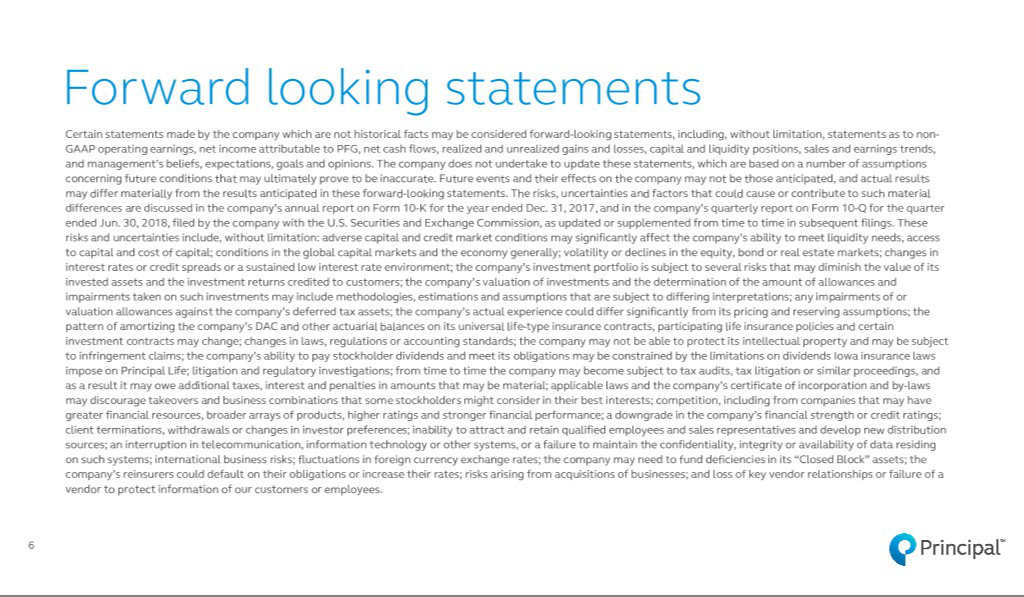 Forward looking statements
Certain statements made by the company which are not historical facts may be considered forward-looking statements, including, without limitation, statements as to non-
GAAP operating earnings, net income attributable to PFG, net cash flows, realized and unrealized gains and losses, capital and liquidity positions, sales and earnings trends,
and management's beliefs, expectations, goals and opinions. The company does not undertake to update these statements, which are based on a number of assumptions
concerning future conditions that may ultimately prove to be inaccurate. Future events and their effects on the company may not be those anticipated, and actual results
may differ materially from the results anticipated in these forward-looking statements. The risks, uncertainties and factors that could cause or contribute to such material
differences are discussed in the company's annual report on Form 10-K for the year ended Dec. 31, 2017, and in the company's quarterly report on Form 10-Q for the quarter
ended Jun. 30, 2018, filed by the company with the U.S. Securities and Exchange Commission, as updated or supplemented from time to time in subsequent filings. These
risks and uncertainties include, without limitation: adverse capital and credit market conditions may significantly affect the company's ability to meet liquidity needs, access
to capital and cost of capital; conditions in the global capital markets and the economy generally; volatility or declines in the equity, bond or real estate markets; changes in
interest rates or credit spreads or a sustained low interest rate environment; the company's investment portfolio is subject to several risks that may diminish the value of its
invested assets and the investment returns credited to customers; the company's valuation of investments and the determination of the amount of allowances and
impairments taken on such investments may include methodologies, estimations and assumptions that are subject to differing interpretations; any impairments of or
valuation allowances against the company's deferred tax assets; the company's actual experience could differ significantly from its pricing and reserving assumptions; the
pattern of amortizing the company's DAC and other actuarial balances on its universal life-type insurance contracts, participating life insurance policies and certain
investment contracts may change; changes in laws, regulations or accounting standards; the company may not be able to protect its intellectual property and may be subject
to infringement claims; the company's ability to pay stockholder dividends and meet its obligations may be constrained by the limitations on dividends Iowa insurance laws
impose on Principal Life; litigation and regulatory investigations; from time to time the company may become subject to tax audits, tax litigation or similar proceedings, and
as a result it may owe additional taxes, interest and penalties in amounts that may be material; applicable laws and the company's certificate of incorporation and by-laws
may discourage takeovers and business combinations that some stockholders might consider in their best interests; competition, including from companies that may have
greater financial resources, broader arrays of products, higher ratings and stronger financial performance; a downgrade in the company's financial strength or credit ratings;
client terminations, withdrawals or changes in investor preferences; inability to attract and retain qualified employees and sales representatives and develop new distribution
sources; an interruption in telecommunication, information technology or other systems, or a failure to maintain the confidentiality, integrity or availability of data residing
on such systems; international business risks; fluctuations in foreign currency exchange rates; the company may need to fund deficiencies in its “Closed Block” assets; the
company's reinsurers could default on their obligations or increase their rates; risks arising from acquisitions of businesses; and loss of key vendor relationships or failure of a
vendor to protect information of our customers or employees.
6
Principal℠